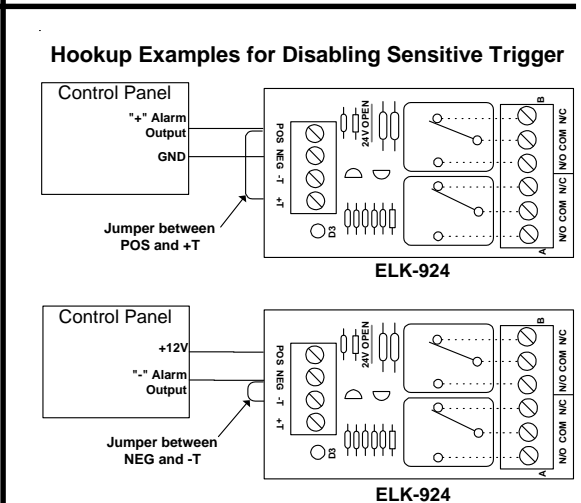 Hookup Examples for Disabling Sensitive Trigger
Control Panel
"+" Alarm
Output
GND
Jumper between
POS and +T
POS NEG -T +T
24V OPEN
D3
B
N/O COM N/C
N/O COM N/C
A
ELK-924
Control Panel
+12V
"-" Alarm
Output
Jumper between
NEG and -T
POS NEG -T +T
24V OPEN
D3
B
N/O COM N/C
N/O COM N/C
A
ELK-924